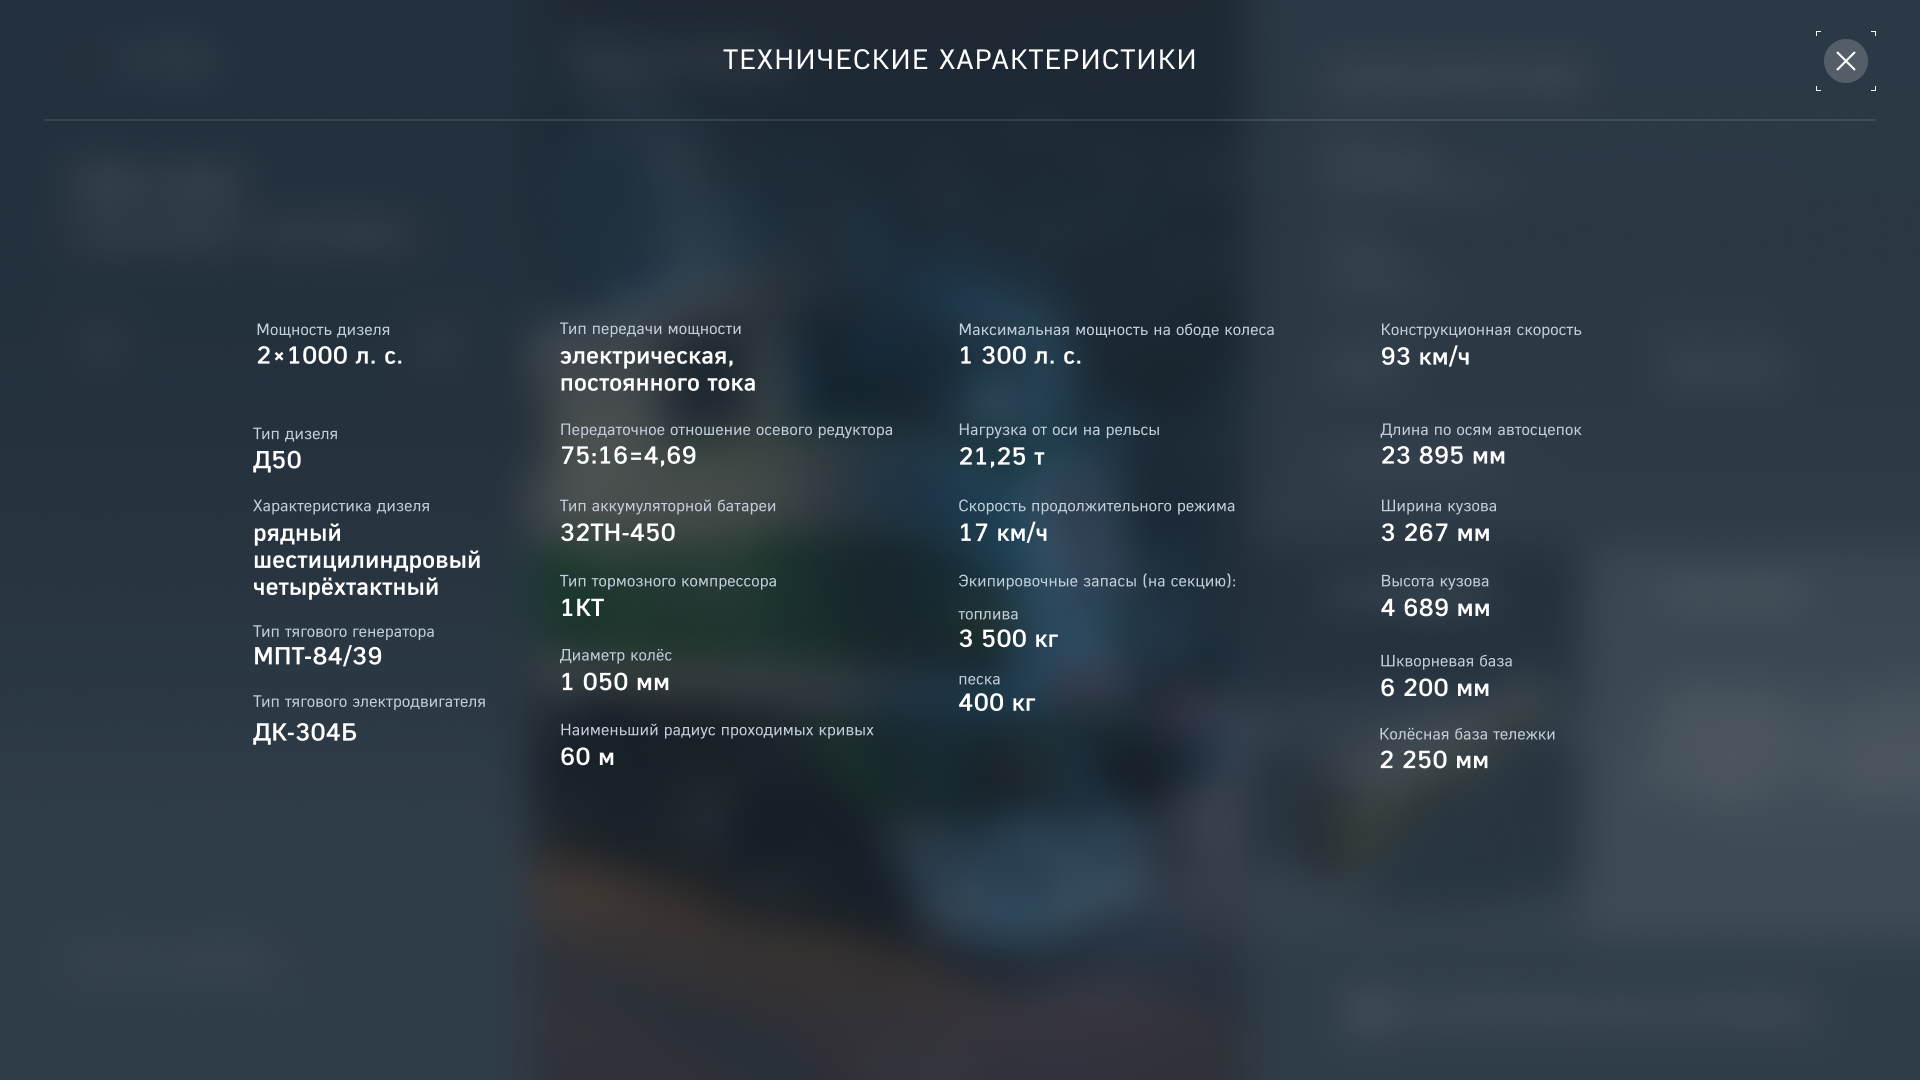 ТЕХНИЧЕСКИЕ ХАРАКТЕРИСТИКИ
Мощность дизеля
2×1000 л. с.
Тип дизеля
Д50
Характеристика дизеля
рядный
шестицилиндровый
четырёхтактный
Тип тягового генератора
МПТ-84/39
Тип тягового электродвигателя
ДК-304Б
Тип передачи мощности
электрическая,
постоянного тока
Передаточное отношение осевого редуктора
75:16=4,69
Тип аккумуляторной батареи
32ТН-450
Тип тормозного компрессора
1КТ
Диаметр колёс
1 050 мм
Наименьший радиус проходимых кривых
60 м
Максимальная мощность на ободе колеса
1 300 л. с.
Нагрузка от оси на рельсы
21,25 т
Скорость продолжительного режима
17 км/ч
Экипировочные запасы (на секцию):
топлива
3 500 кг
песка
400 кг
Конструкционная скорость
93 км/ч
Длина по осям автосцепок
23 895 мм
Ширина кузова
3 267 мм
Высота кузова
4 689 мм
Шкворневая база
6 200 мм
Колёсная база тележки
2 250 мм